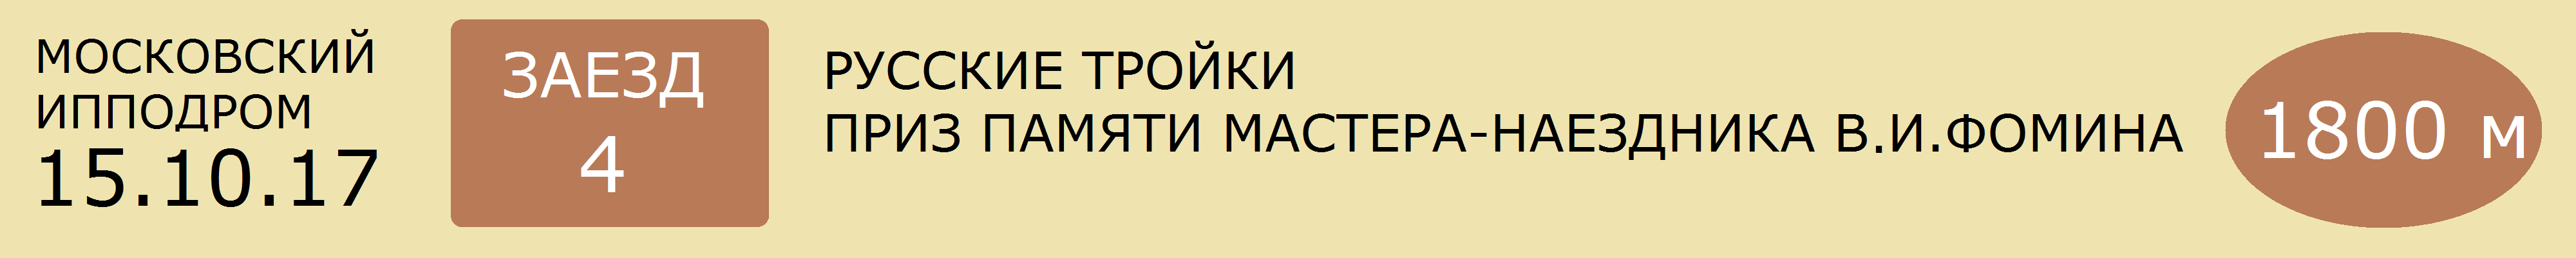 МОСКОВСКИЙ
ИППОДРОМ
15.10.17
ЗАЕЗД
4
РУССКИЕ ТРОЙКИ
ПРИЗ ПАМЯТИ МАСТЕРА-НАЕЗДНИКА В.И.ФОМИНА
1800 м